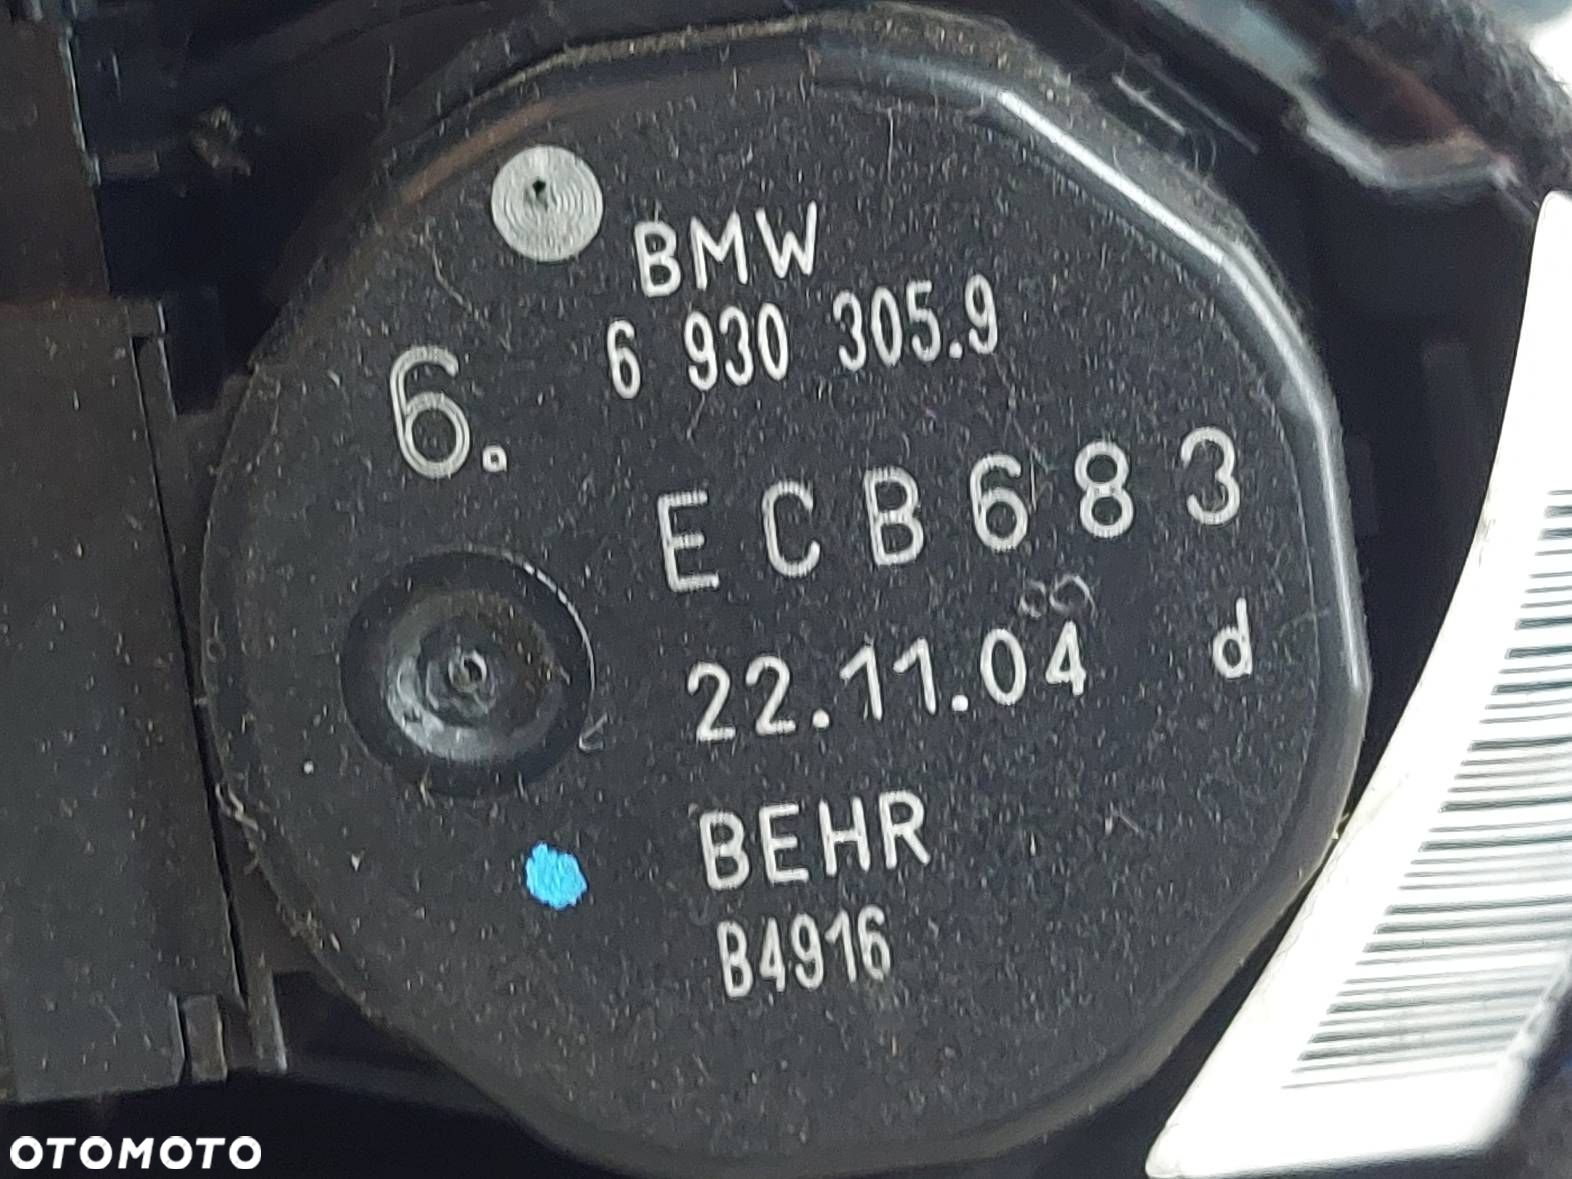 BMW
6 930 305.9
6.
ECB683
22.11.04 d
BEHR
B4916
OTOMOTO